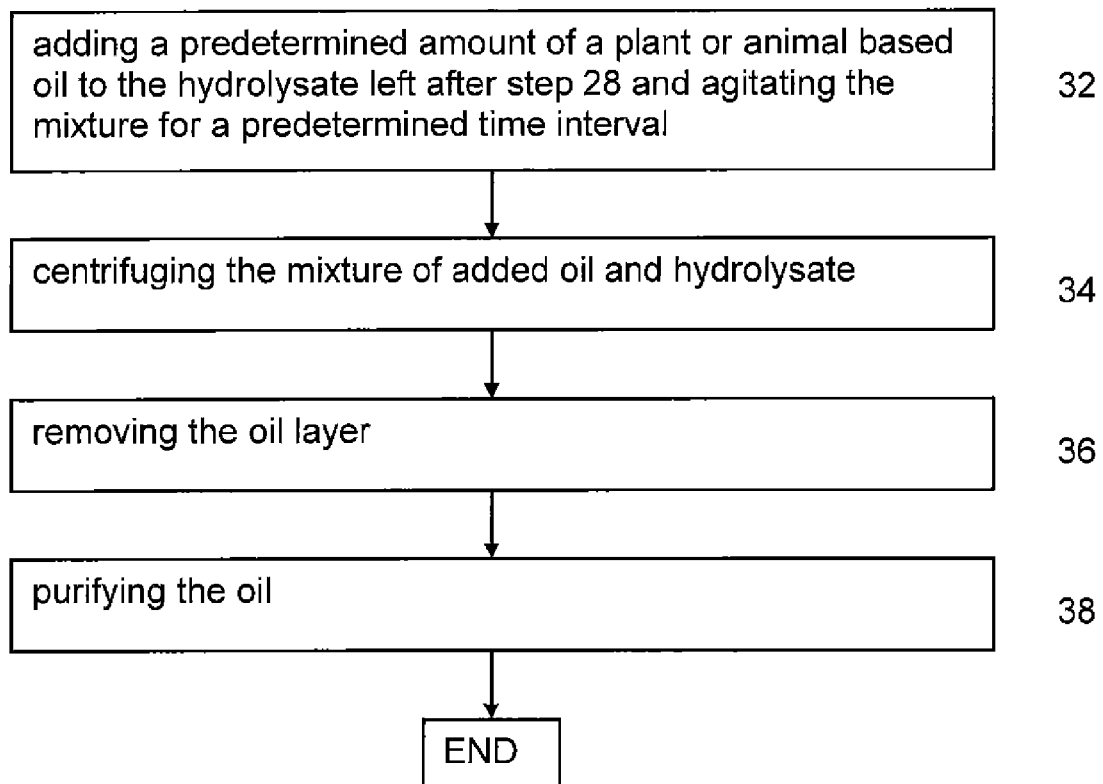 adding a predetermined amount of a plant or animal based
oil to the hydrolysate left after step 28 and agitating the
mixture for a predetermined time interval
32
centrifuging the mixture of added oil and hydrolysate
34
removing the oil layer
36
purifying the oil
38
END